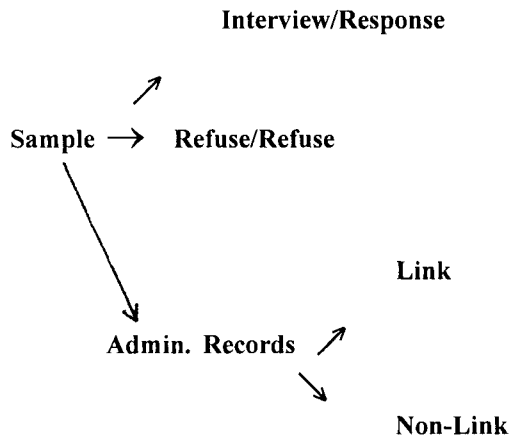 Interview/Response
Sample → Refuse/Refuse
Link
Admin. Records
Non-Link